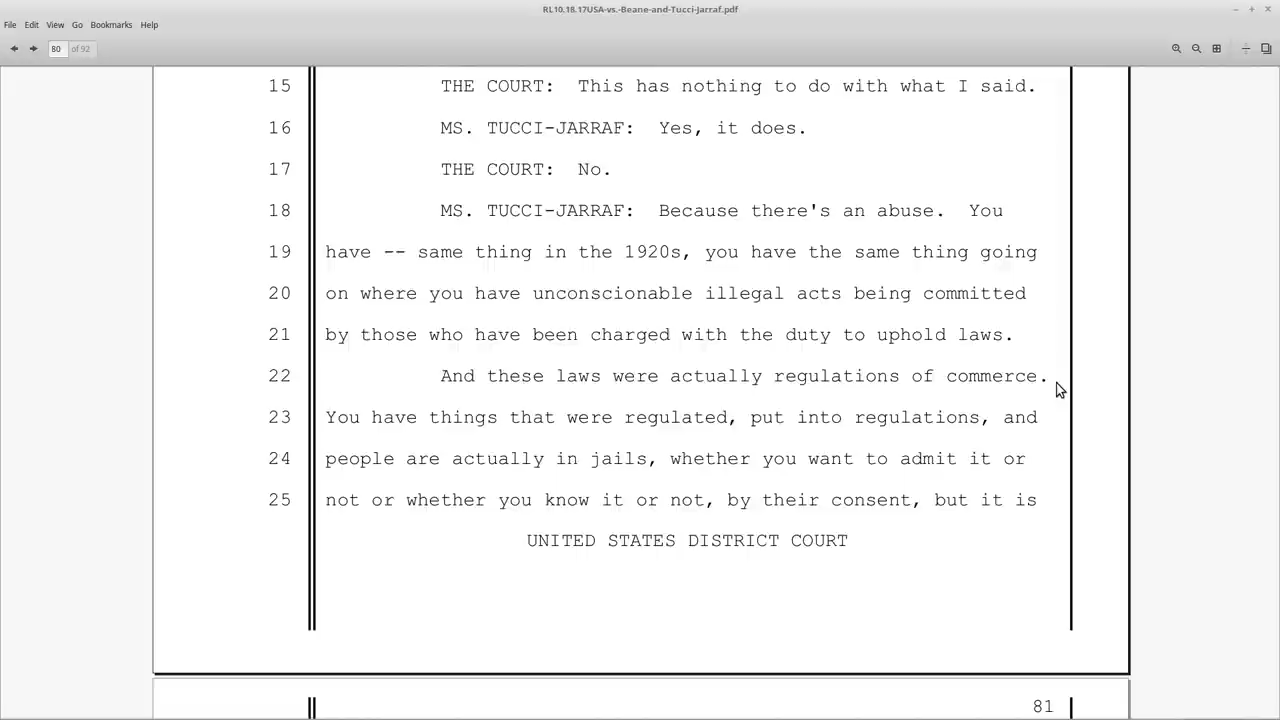 RL10.18.17USA-vs.-Beane-and-Tucci-Jarraf.pdf
File Edit View Go Bookmarks Help
80 of 92
15 THE COURT: This has nothing to do with what I said.
16 MS. TUCCI-JARRAF: Yes, it does.
17 THE COURT: No.
18 MS. TUCCI-JARRAF: Because there's an abuse. You
19 have -- same thing in the 1920s, you have the same thing going
20 on where you have unconscionable illegal acts being committed
21 by those who have been charged with the duty to uphold laws.
22 And these laws were actually regulations of commerce.
23 You have things that were regulated, put into regulations, and
24 people are actually in jails, whether you want to admit it or
25 not or whether you know it or not, by their consent, but it is
UNITED STATES DISTRICT COURT
81